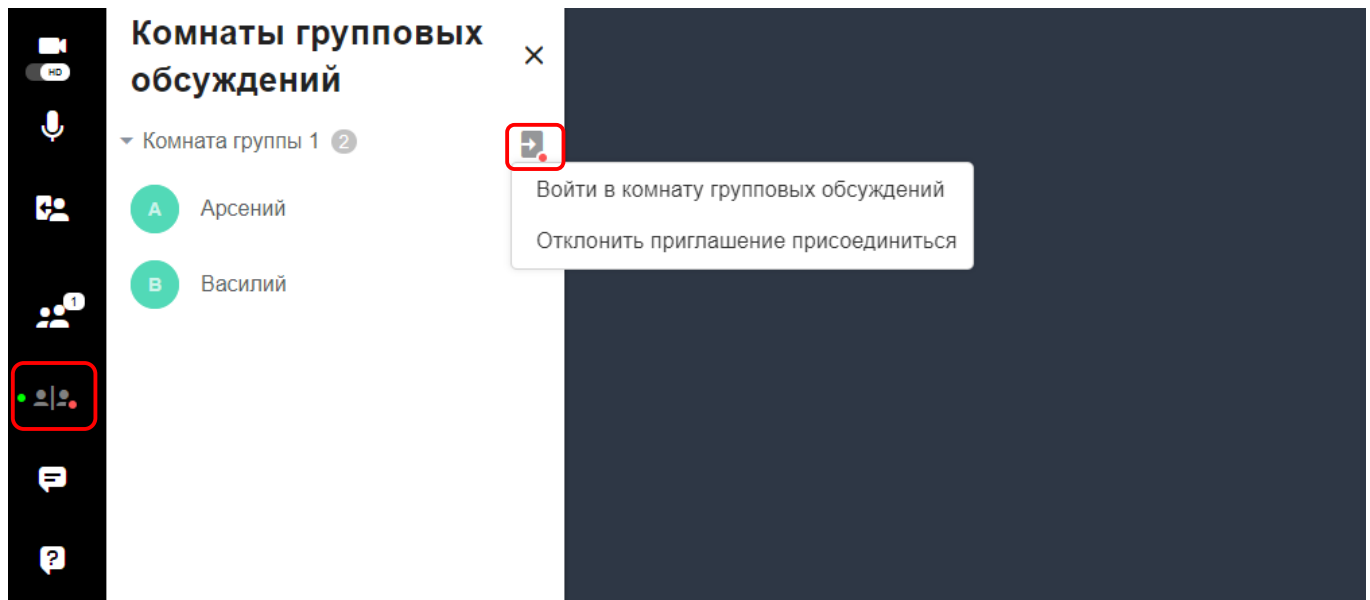 HD
Комнаты групповых
обсуждений
Комната группы 1 2
Войти в комнату групповых обсуждений
А Арсений
Отклонить приглашение присоединиться
В Василий
1
?